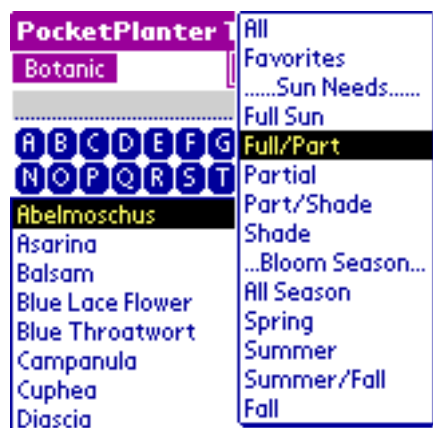 PocketPlanter T
Botanic
A B C D E F G
N O P Q R S T
Abelmoschus
Asarina
Balsam
Blue Lace Flower
Blue Throatwort
Campanula
Cuphea
Diascia
All
Favorites
......Sun Needs......
Full Sun
Full/Part
Partial
Part/Shade
Shade
...Bloom Season...
All Season
Spring
Summer
Summer/Fall
Fall